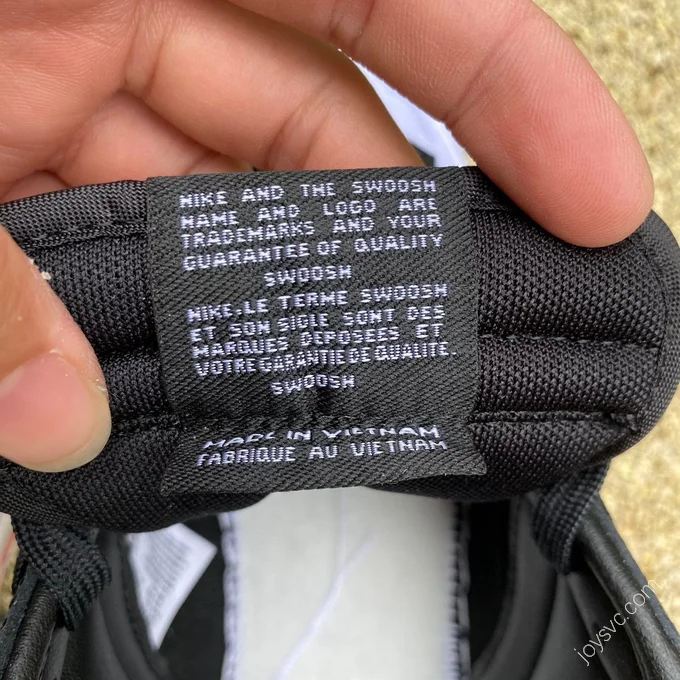 NIKE AND THE SWOOSH
NAME AND LOGO ARE
TRADEMARKS AND YOUR
GUARANTEE OF QUALITY
SWOOSH
NIKE,LE TERME SWOOSH
ET SON SIGLE SONT DES
MARQUES DEPOSEES ET
VOTRE GARANTIE DE QUALITE.
SWOOSH
MADE IN VIETNAM
FABRIQUE AU VIETNAM
joysvc.com